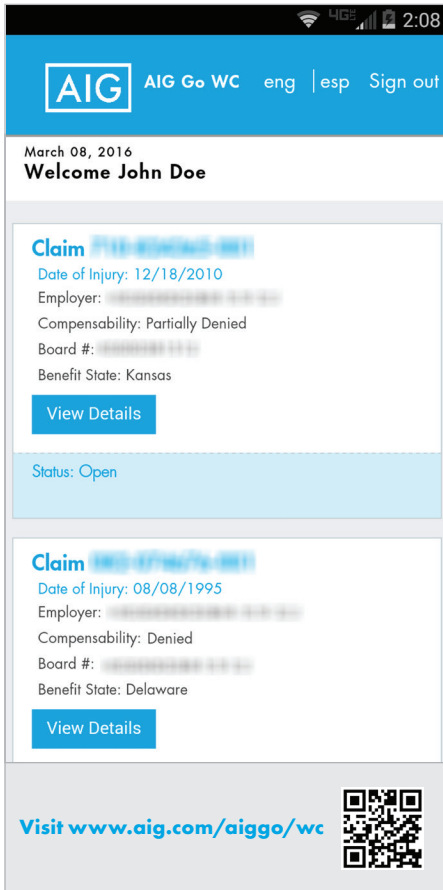 4GE 2:08
AIG AIG Go WC eng | esp Sign out
March 08, 2016
Welcome John Doe
Claim
Date of Injury: 12/18/2010
Employer:
Compensability: Partially Denied
Board #:
Benefit State: Kansas
View Details
Status: Open
Claim
Date of Injury: 08/08/1995
Employer:
Compensability: Denied
Board #:
Benefit State: Delaware
View Details
Visit www.aig.com/aiggo/wc